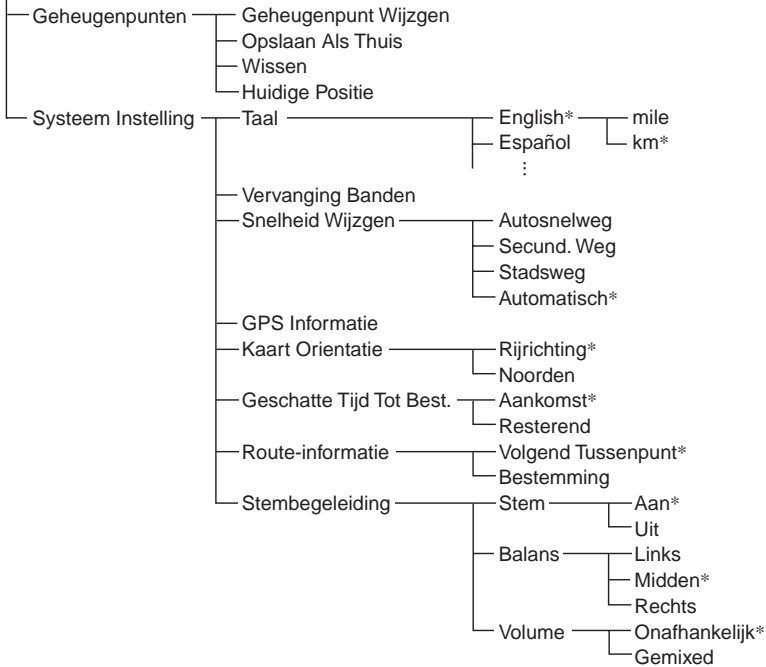 Geheugenpunten Geheugenpunt Wijzgen
Opslaan Als Thuis
Wissen
Huidige Positie
Systeem Instelling Taal English* mile
Español km*
⋮
Vervanging Banden
Snelheid Wijzgen Autosnelweg
Secund. Weg
Stadsweg
Automatisch*
GPS Informatie
Kaart Orientatie Rijrichting*
Noorden
Geschatte Tijd Tot Best. Aankomst*
Resterend
Route-informatie Volgend Tussenpunt*
Bestemming
Stembegeleiding Stem Aan*
Uit
Balans Links
Midden*
Rechts
Volume Onafhankelijk*
Gemixed